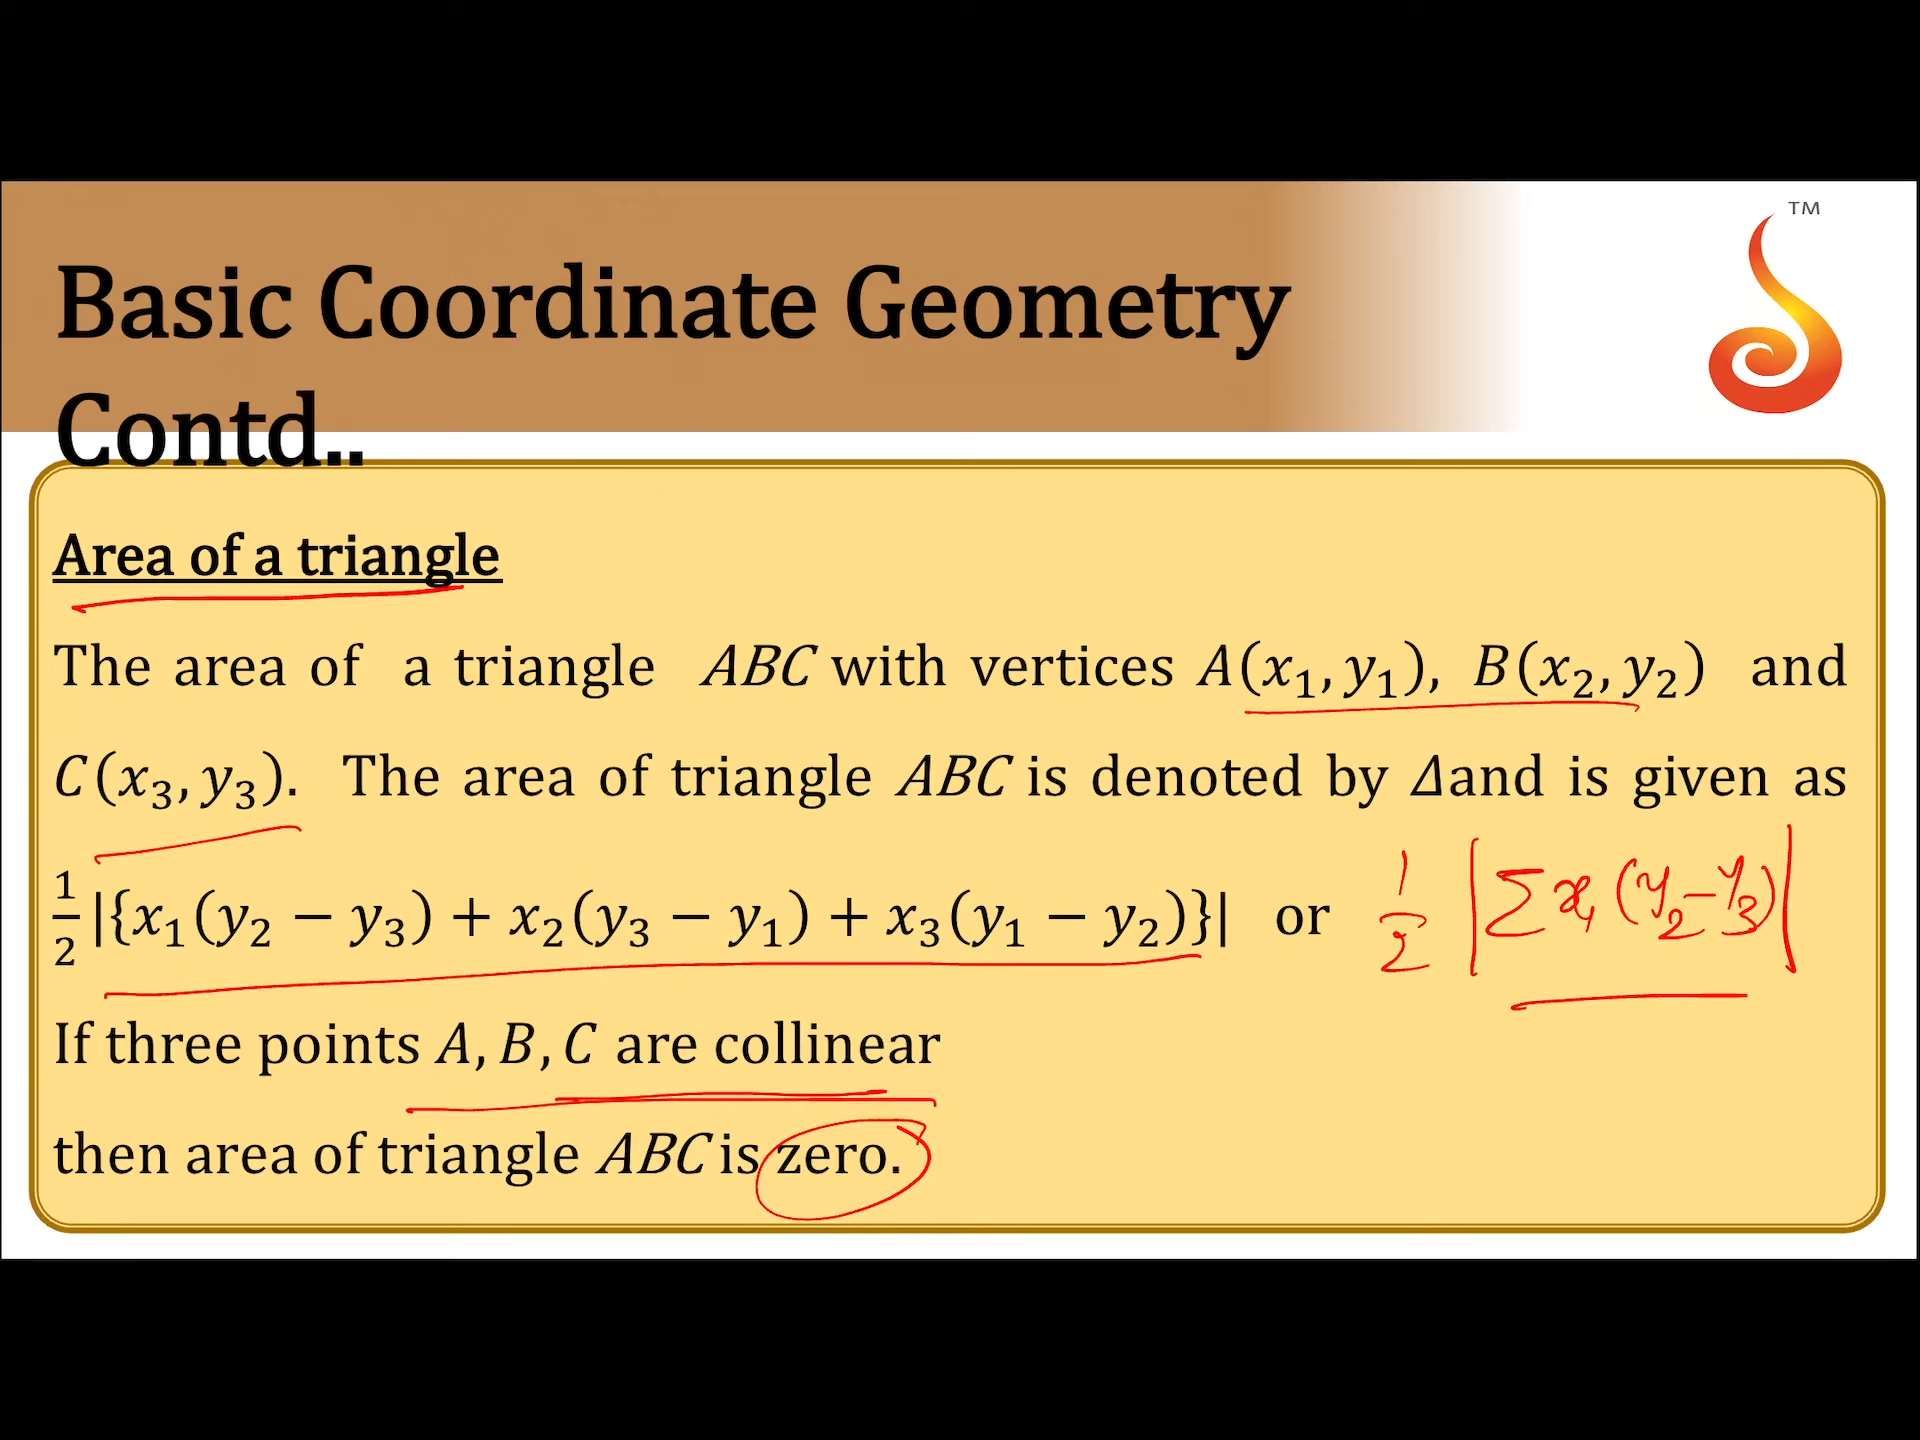 TM
Basic Coordinate Geometry
Contd..
Area of a triangle
The area of a triangle ABC with vertices A(x₁, y₁), B(x₂, y₂) and
C(x₃, y₃). The area of triangle ABC is denoted by Δand is given as
½|{x₁(y₂ − y₃) + x₂(y₃ − y₁) + x₃(y₁ − y₂)}| or ½ |Σ x₁ (y₂ − y₃)|
If three points A, B, C are collinear
then area of triangle ABC is zero.